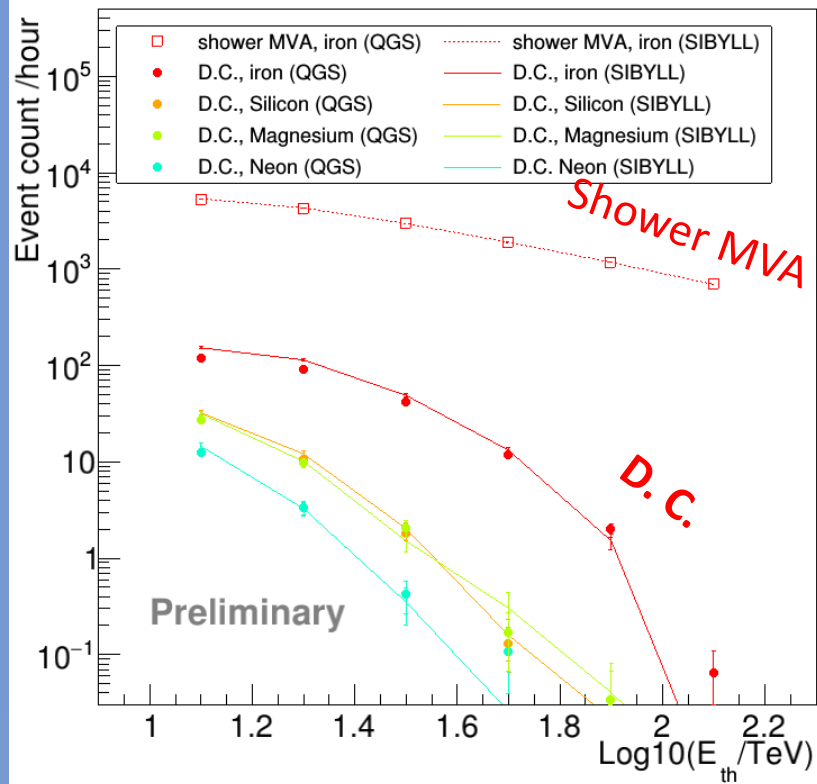 shower MVA, iron (QGS)
shower MVA, iron (SIBYLL)
D.C., iron (QGS)
D.C., iron (SIBYLL)
D.C., Silicon (QGS)
D.C., Silicon (SIBYLL)
D.C., Magnesium (QGS)
D.C., Magnesium (SIBYLL)
D.C., Neon (QGS)
D.C. Neon (SIBYLL)
Event count /hour
10^5
10^4
10^3
10^2
10
1
10^−1
Shower MVA
D. C.
Preliminary
1 1.2 1.4 1.6 1.8 2 2.2
Log10(E_th/TeV)